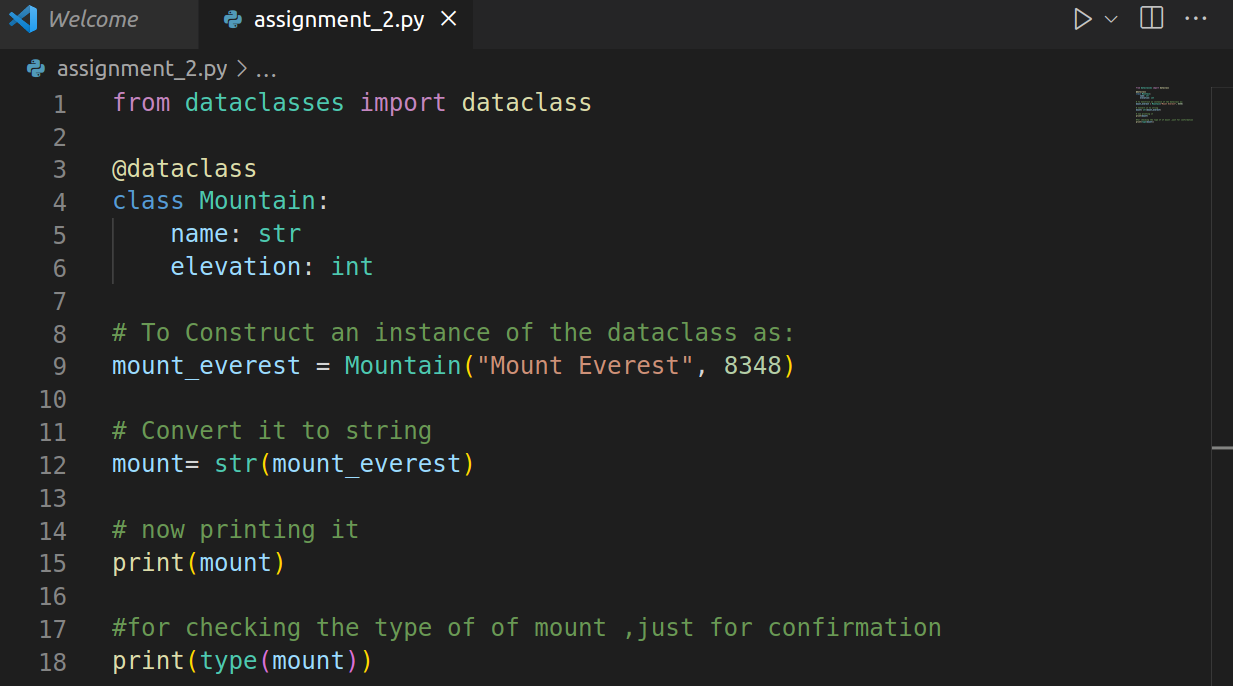 Welcome
assignment_2.py
assignment_2.py > ...
1 from dataclasses import dataclass
2
3 @dataclass
4 class Mountain:
5     name: str
6     elevation: int
7
8 # To Construct an instance of the dataclass as:
9 mount_everest = Mountain("Mount Everest", 8348)
10
11 # Convert it to string
12 mount= str(mount_everest)
13
14 # now printing it
15 print(mount)
16
17 #for checking the type of of mount ,just for confirmation
18 print(type(mount))